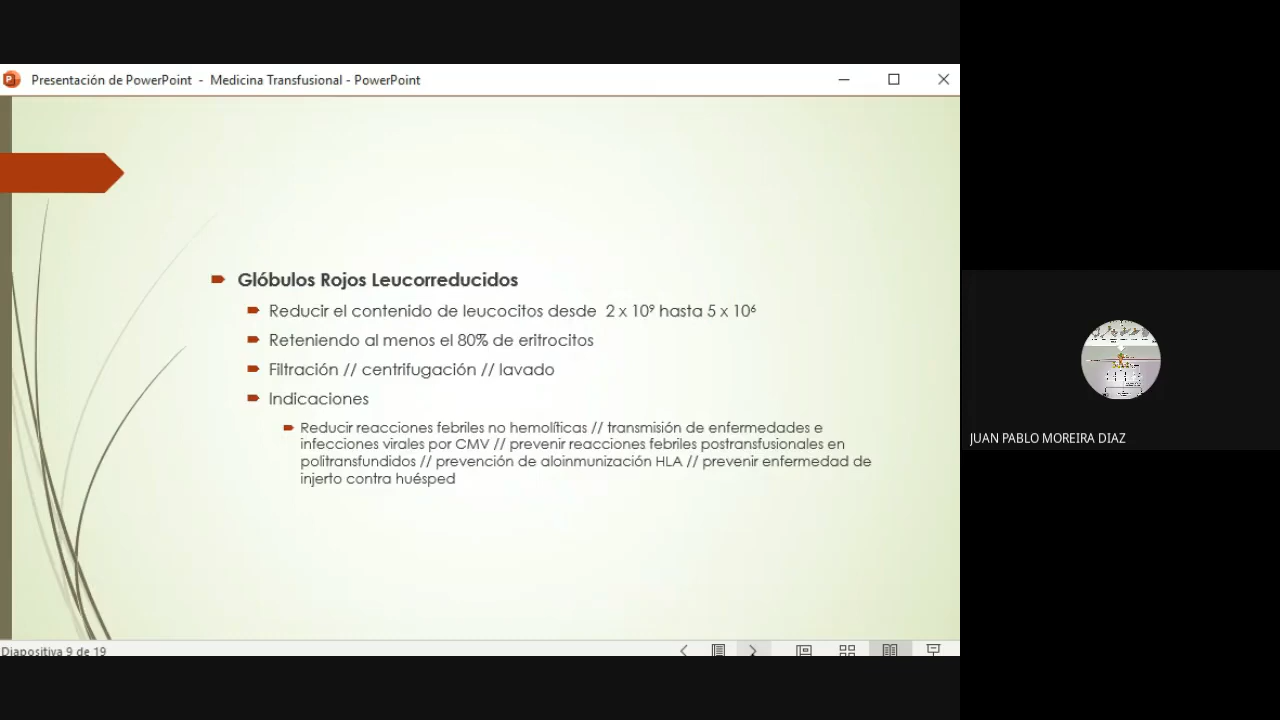 Presentación de PowerPoint - Medicina Transfusional - PowerPoint
Glóbulos Rojos Leucorreducidos
Reducir el contenido de leucocitos desde 2 x 10⁹ hasta 5 x 10⁶
Reteniendo al menos el 80% de eritrocitos
Filtración // centrifugación // lavado
Indicaciones
Reducir reacciones febriles no hemolíticas // transmisión de enfermedades e
infecciones virales por CMV // prevenir reacciones febriles postransfusionales en
politransfundidos // prevención de aloinmunización HLA // prevenir enfermedad de
injerto contra huésped
Diapositiva 9 de 19
JUAN PABLO MOREIRA DIAZ